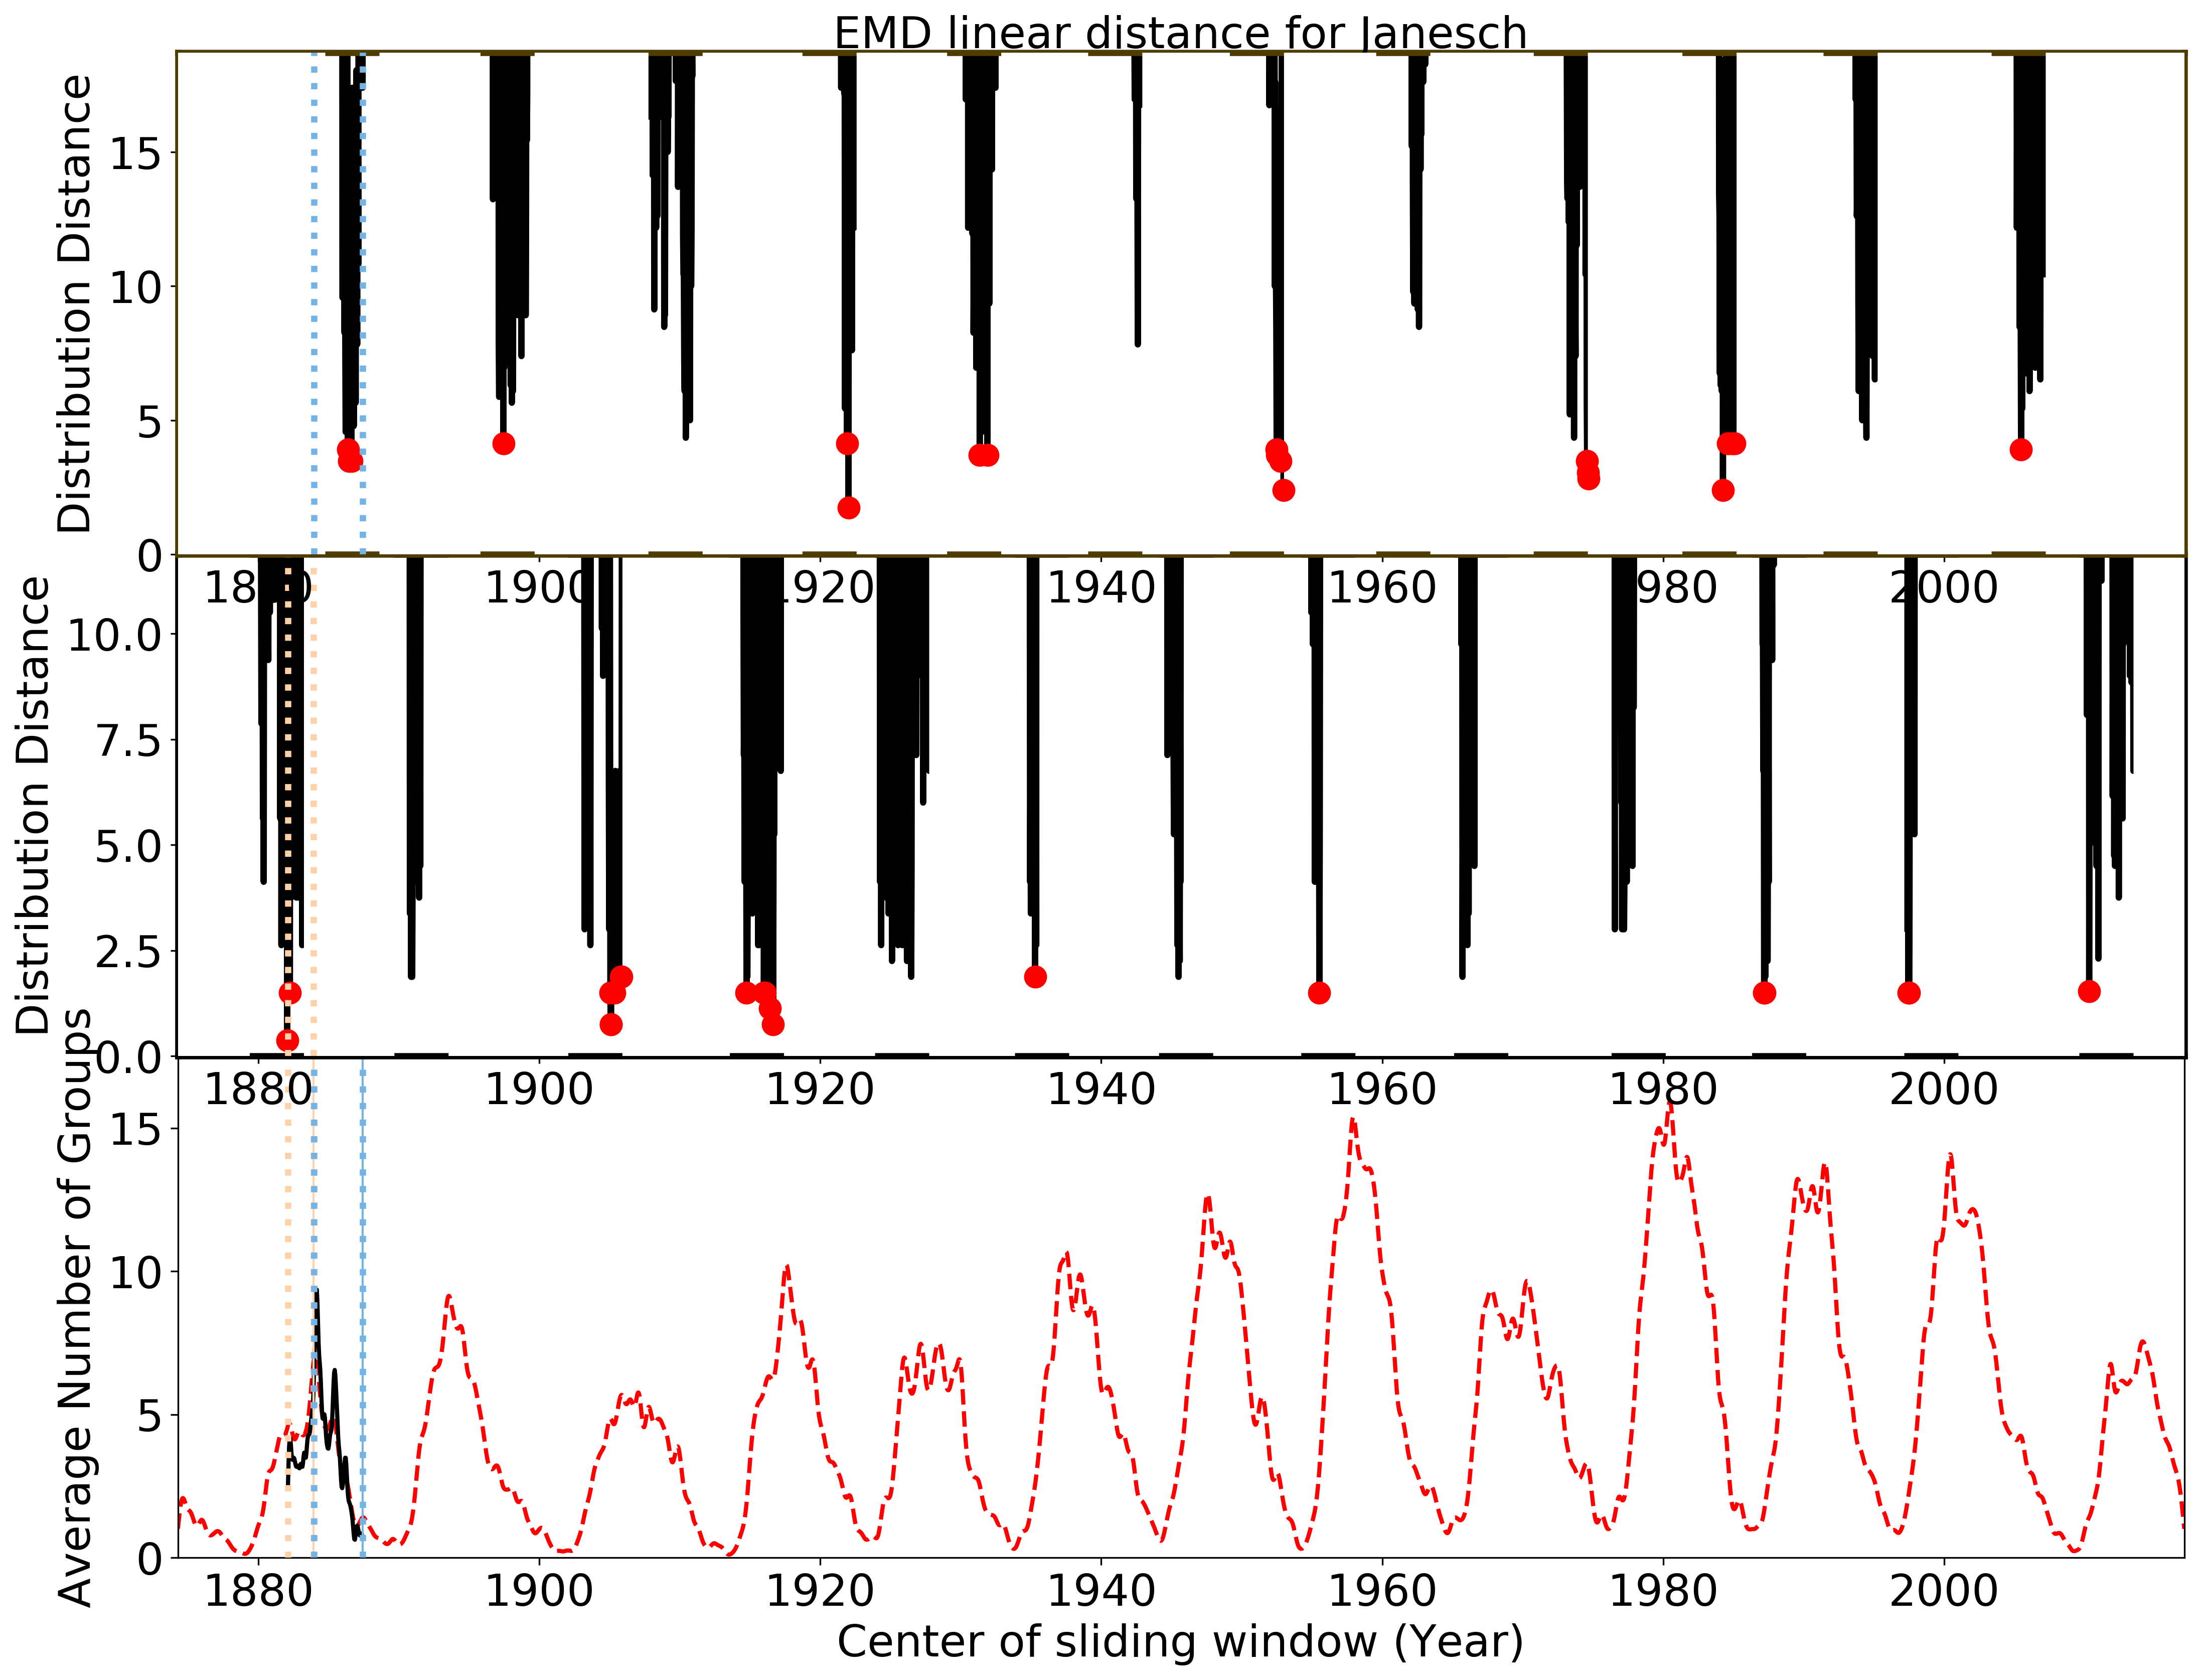 EMD linear distance for Janesch
Distribution Distance
15
10
5
0
1880 1900 1920 1940 1960 1980 2000
Distribution Distance
10.0
7.5
5.0
2.5
0.0
1880 1900 1920 1940 1960 1980 2000
Average Number of Groups
15
10
5
0
1880 1900 1920 1940 1960 1980 2000
Center of sliding window (Year)